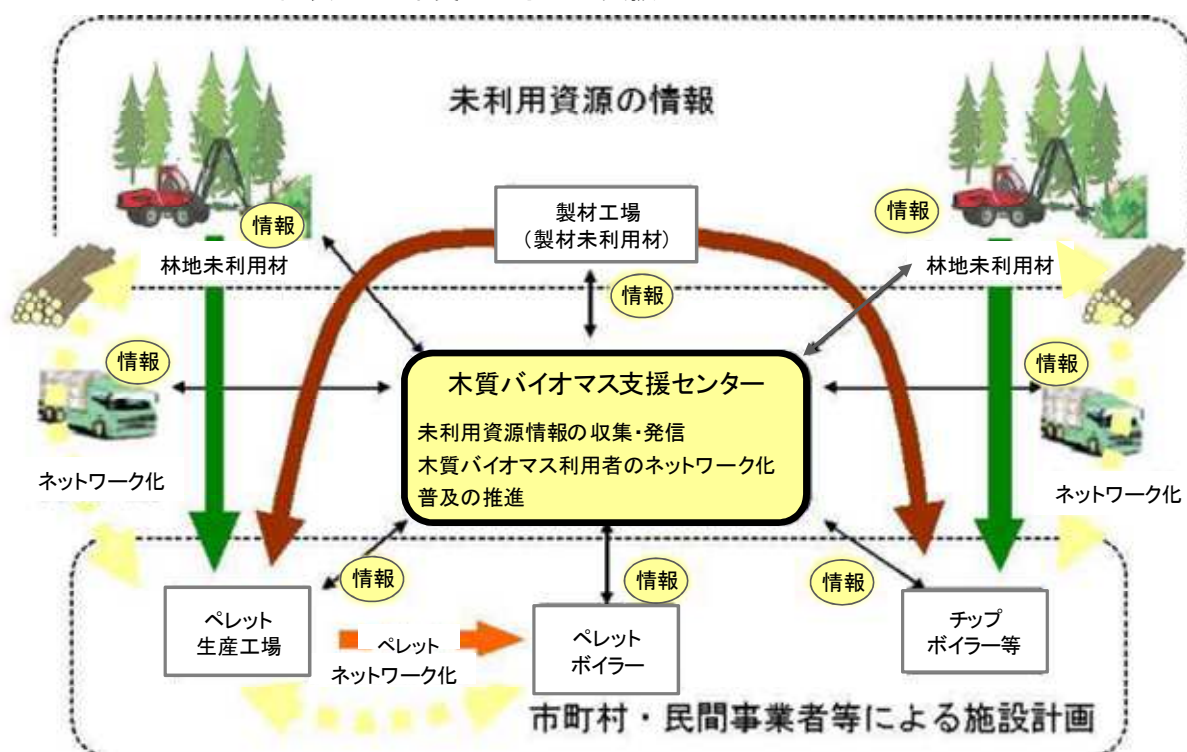 未利用資源の情報
製材工場
（製材未利用材）
情報
情報
情報
林地未利用材
林地未利用材
情報
情報
木質バイオマス支援センター
未利用資源情報の収集・発信
木質バイオマス利用者のネットワーク化
普及の推進
ネットワーク化
ネットワーク化
情報
情報
情報
ペレット
生産工場
ペレット
ネットワーク化
ペレット
ボイラー
チップ
ボイラー等
市町村・民間事業者等による施設計画